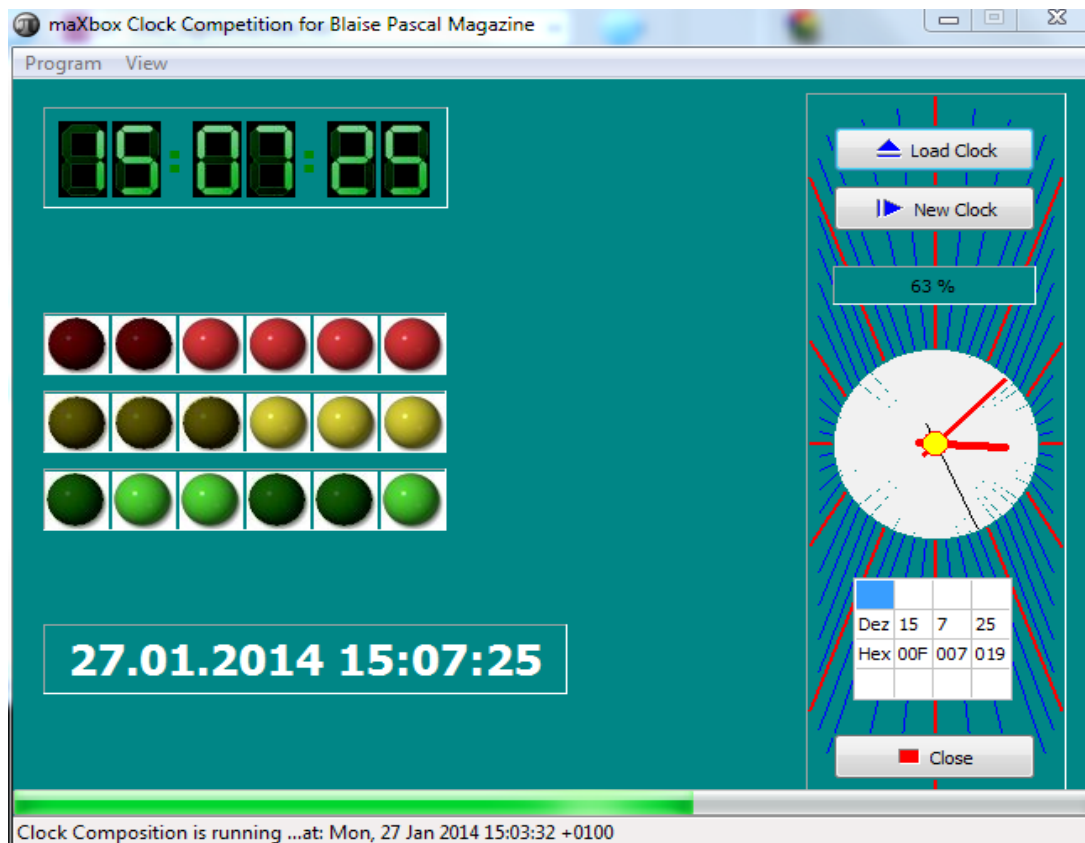 maXbox Clock Competition for Blaise Pascal Magazine
Program View
15:07:25
Load Clock
New Clock
63 %
Dez 15 7 25
Hex 00F 007 019
27.01.2014 15:07:25
Close
Clock Composition is running ...at: Mon, 27 Jan 2014 15:03:32 +0100